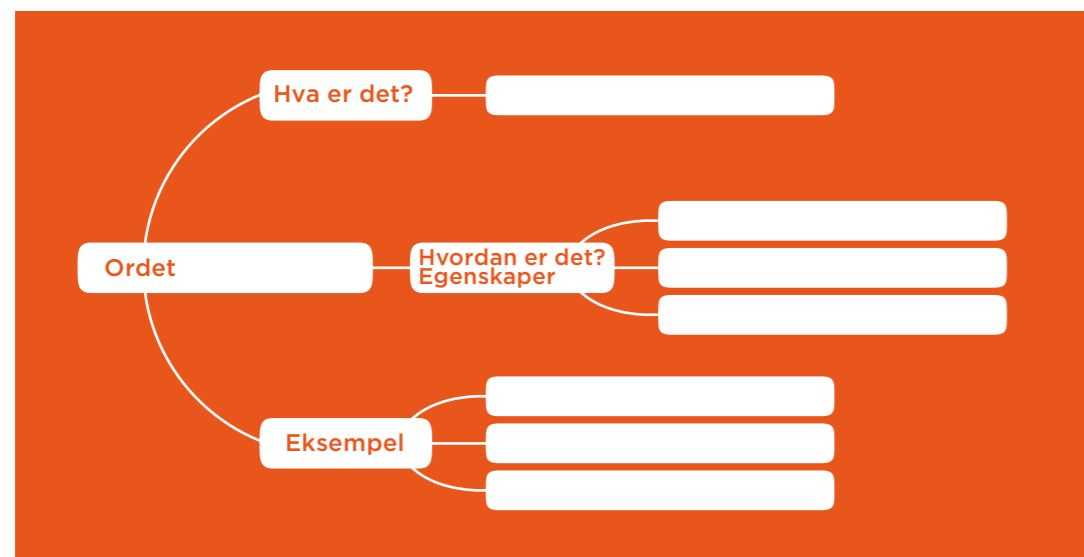 Hva er det?
Ordet
Hvordan er det?
Egenskaper
Eksempel